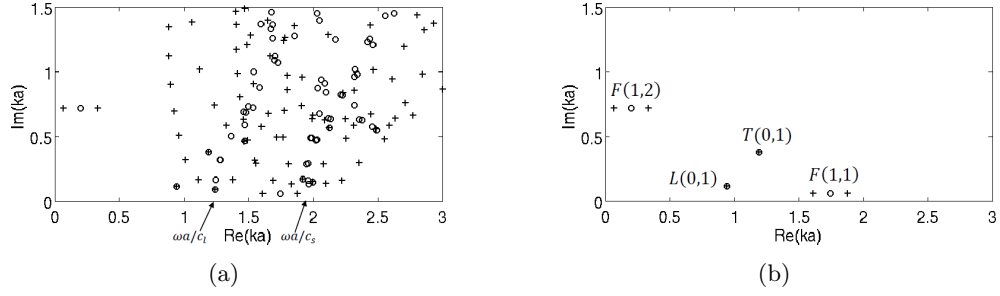 1.5
1
0.5
0
Im(ka)
0 0.5 1 1.5 2 2.5 3
Re(ka)
ωa/c_l
ωa/c_s
(a)
1.5
1
0.5
0
Im(ka)
F(1,2)
T(0,1)
L(0,1)
F(1,1)
0 0.5 1 1.5 2 2.5 3
Re(ka)
(b)